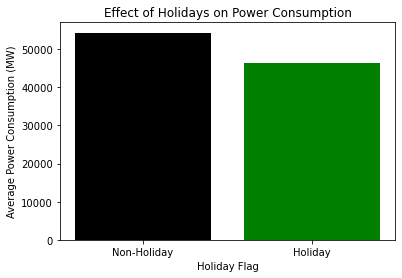 Effect of Holidays on Power Consumption
Average Power Consumption (MW)
50000
40000
30000
20000
10000
0
Non-Holiday
Holiday
Holiday Flag